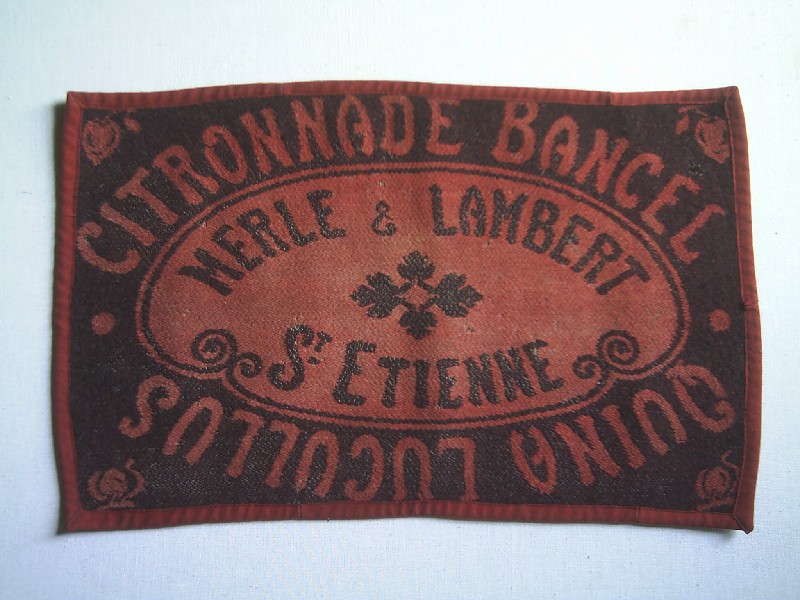 CITRONNADE BANCEL
MERLE & LAMBERT
ST ETIENNE
QUINA LUCULLUS